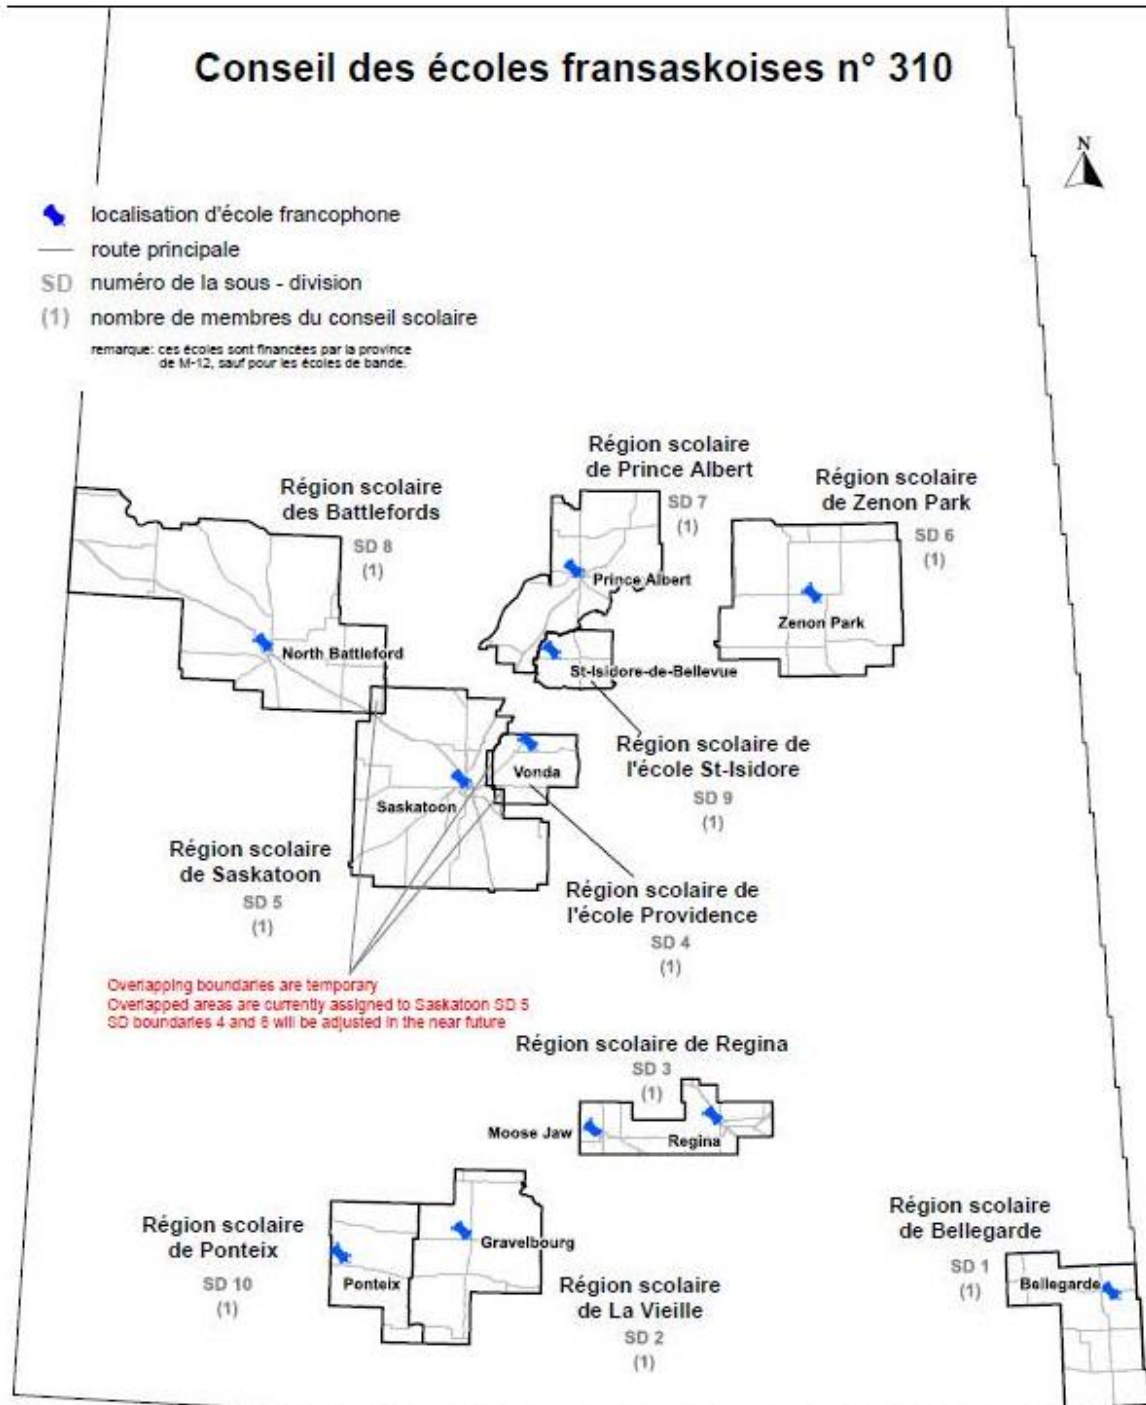 Conseil des écoles fransaskoises n° 310
N
localisation d'école francophone
route principale
SD numéro de la sous - division
(1) nombre de membres du conseil scolaire
remarque: ces écoles sont financées par la province
de M-12, sauf pour les écoles de bande.
Région scolaire
de Prince Albert
SD 7
(1)
Région scolaire
de Zenon Park
SD 6
(1)
Région scolaire
des Battlefords
SD 8
(1)
Prince Albert
Zenon Park
North Battleford
St-Isidore-de-Bellevue
Région scolaire de
l'école St-Isidore
SD 9
(1)
Vonda
Saskatoon
Région scolaire
de Saskatoon
SD 5
(1)
Région scolaire de
l'école Providence
SD 4
(1)
Overlapping boundaries are temporary
Overlapped areas are currently assigned to Saskatoon SD 5
SD boundaries 4 and 6 will be adjusted in the near future
Région scolaire de Regina
SD 3
(1)
Moose Jaw
Regina
Région scolaire
de Ponteix
SD 10
(1)
Ponteix
Gravelbourg
Région scolaire
de La Vieille
SD 2
(1)
Région scolaire
de Bellegarde
SD 1
(1)
Bellegarde